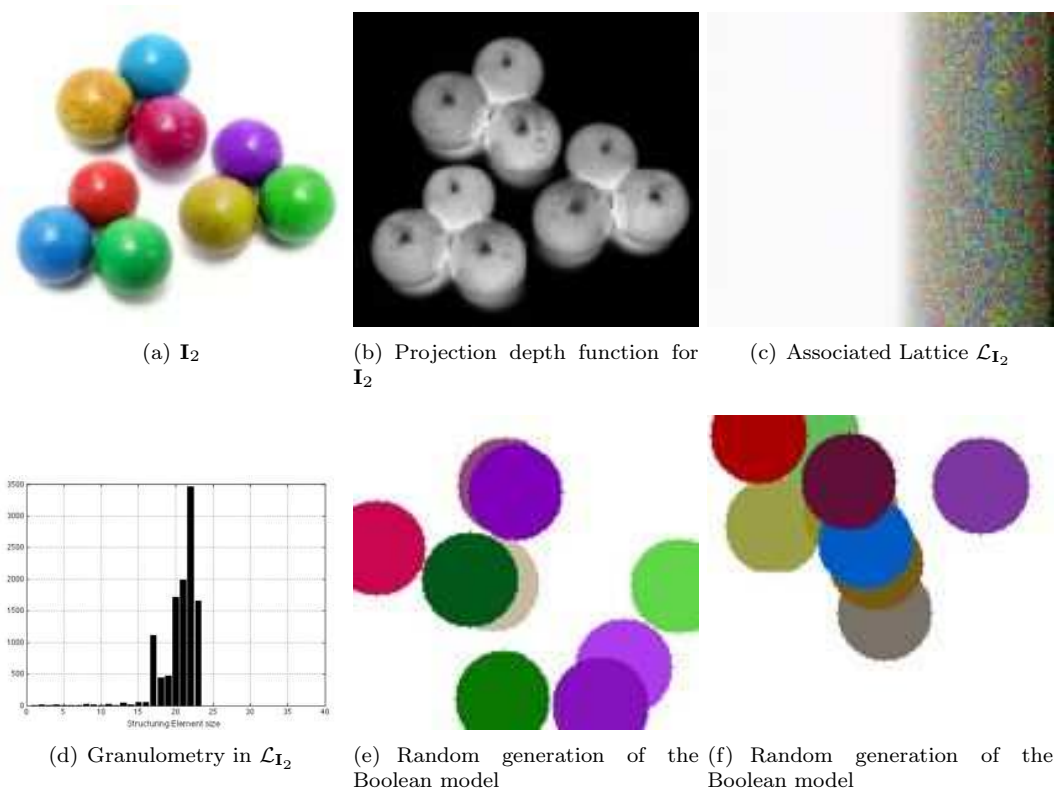 (a) I₂
(b) Projection depth function for
I₂
(c) Associated Lattice 𝓛_I₂
3500
3000
2500
2000
1500
1000
500
0
0 5 10 15 20 25 30 35 40
Structuring Element size
(d) Granulometry in 𝓛_I₂
(e) Random generation of the
Boolean model
(f) Random generation of the
Boolean model